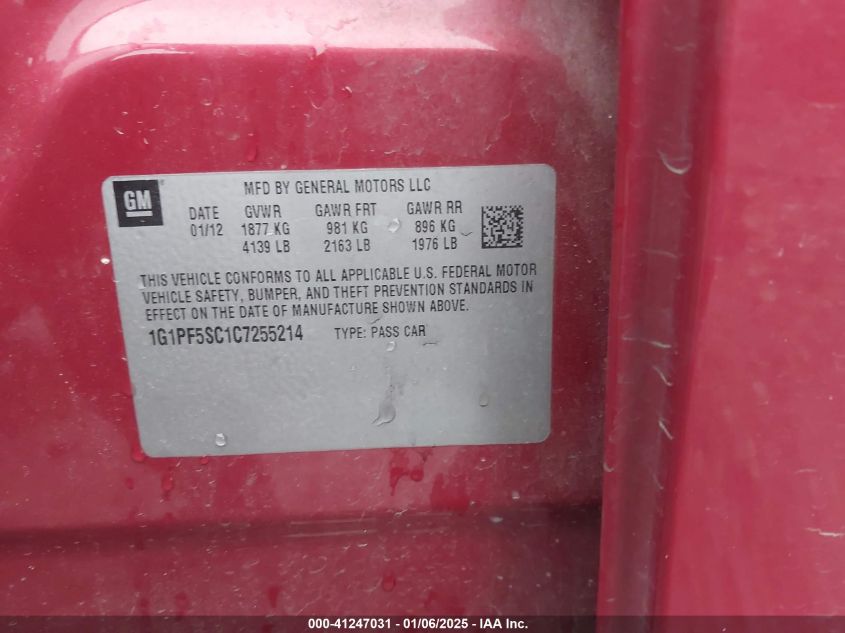 GM
MFD BY GENERAL MOTORS LLC
DATE GVWR GAWR FRT GAWR RR
01/12 1877 KG 981 KG 896 KG
4139 LB 2163 LB 1976 LB
THIS VEHICLE CONFORMS TO ALL APPLICABLE U.S. FEDERAL MOTOR
VEHICLE SAFETY, BUMPER, AND THEFT PREVENTION STANDARDS IN
EFFECT ON THE DATE OF MANUFACTURE SHOWN ABOVE.
1G1PF5SC1C7255214 TYPE: PASS CAR
000-41247031 - 01/06/2025 - IAA Inc.